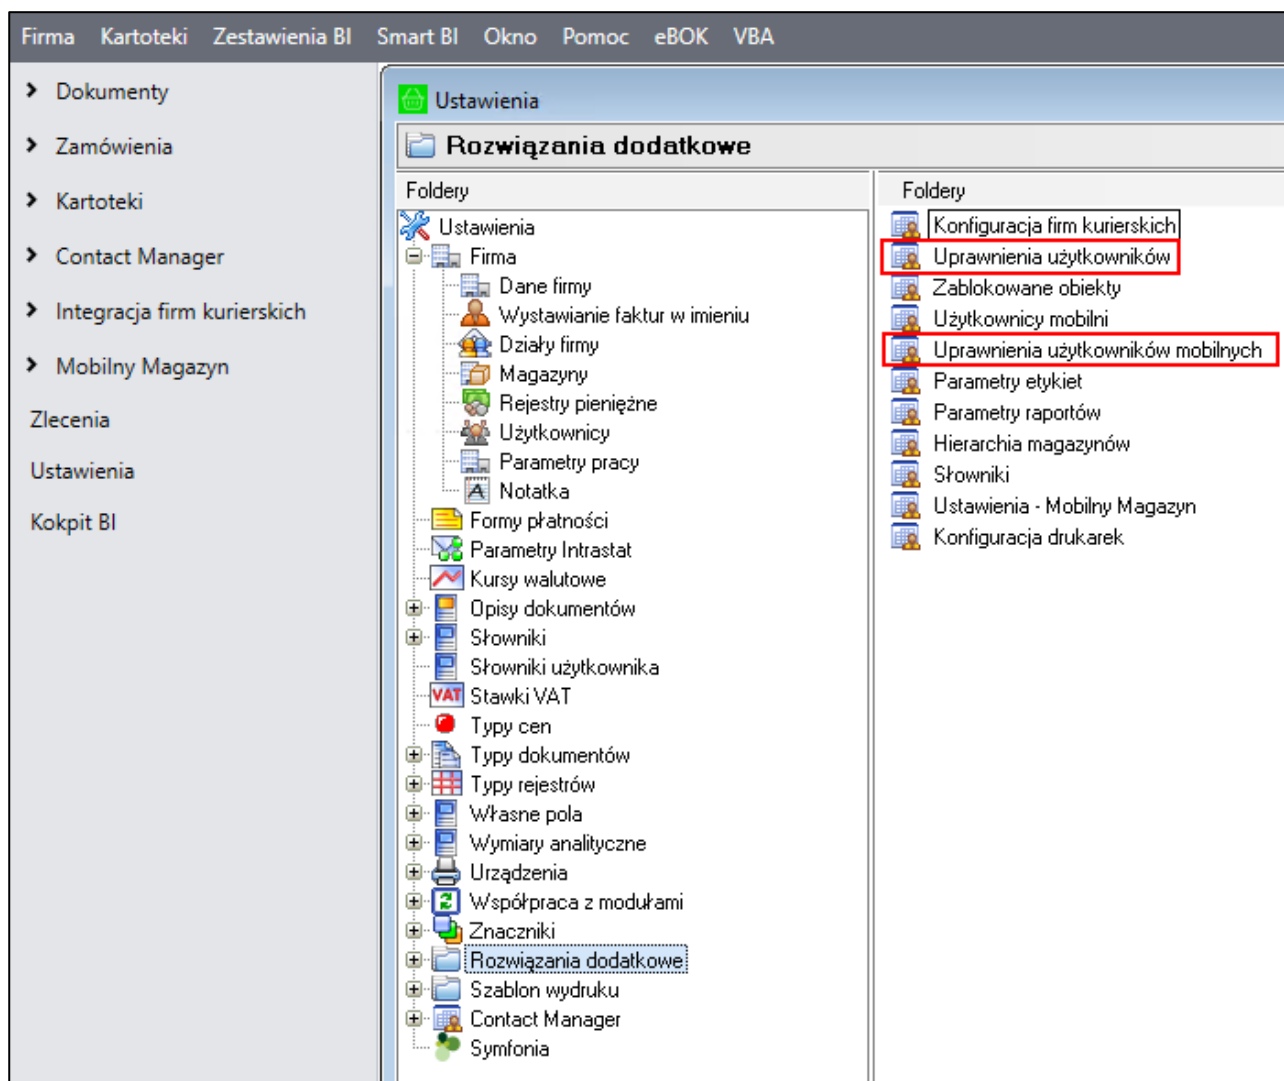 Firma Kartoteki Zestawienia BI Smart BI Okno Pomoc eBOK VBA
Dokumenty
Zamówienia
Kartoteki
Contact Manager
Integracja firm kurierskich
Mobilny Magazyn
Zlecenia
Ustawienia
Kokpit BI
Ustawienia
Rozwiązania dodatkowe
Foldery
Ustawienia
Firma
Dane firmy
Wystawianie faktur w imieniu
Działy firmy
Magazyny
Rejestry pieniężne
Użytkownicy
Parametry pracy
Notatka
Formy płatności
Parametry Intrastat
Kursy walutowe
Opisy dokumentów
Słowniki
Słowniki użytkownika
VAT Stawki VAT
Typy cen
Typy dokumentów
Typy rejestrów
Własne pola
Wymiary analityczne
Urządzenia
Współpraca z modułami
Znaczniki
Rozwiązania dodatkowe
Szablon wydruku
Contact Manager
Symfonia
Foldery
Konfiguracja firm kurierskich
Uprawnienia użytkowników
Zablokowane obiekty
Użytkownicy mobilni
Uprawnienia użytkowników mobilnych
Parametry etykiet
Parametry raportów
Hierarchia magazynów
Słowniki
Ustawienia - Mobilny Magazyn
Konfiguracja drukarek